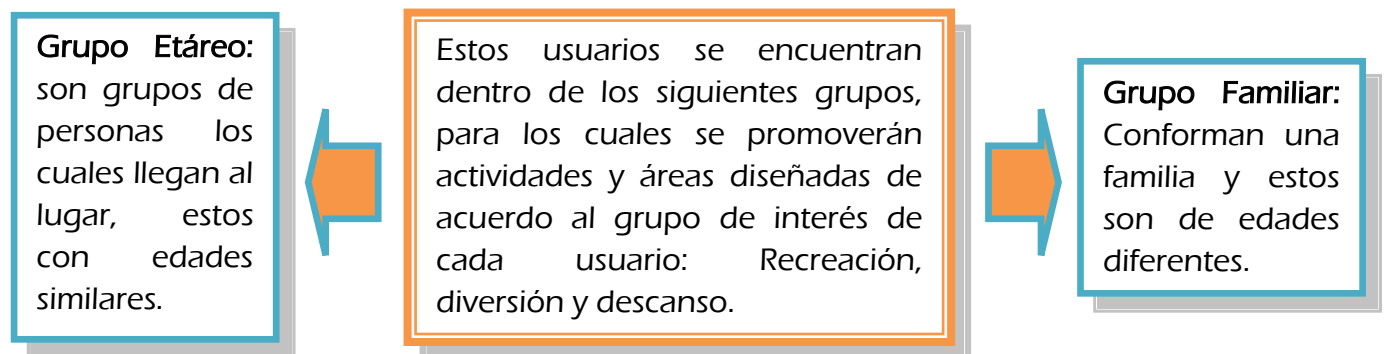 Grupo Etáreo:
son grupos de
personas los
cuales llegan al
lugar, estos
con edades
similares.
Estos usuarios se encuentran
dentro de los siguientes grupos,
para los cuales se promoverán
actividades y áreas diseñadas de
acuerdo al grupo de interés de
cada usuario: Recreación,
diversión y descanso.
Grupo Familiar:
Conforman una
familia y estos
son de edades
diferentes.